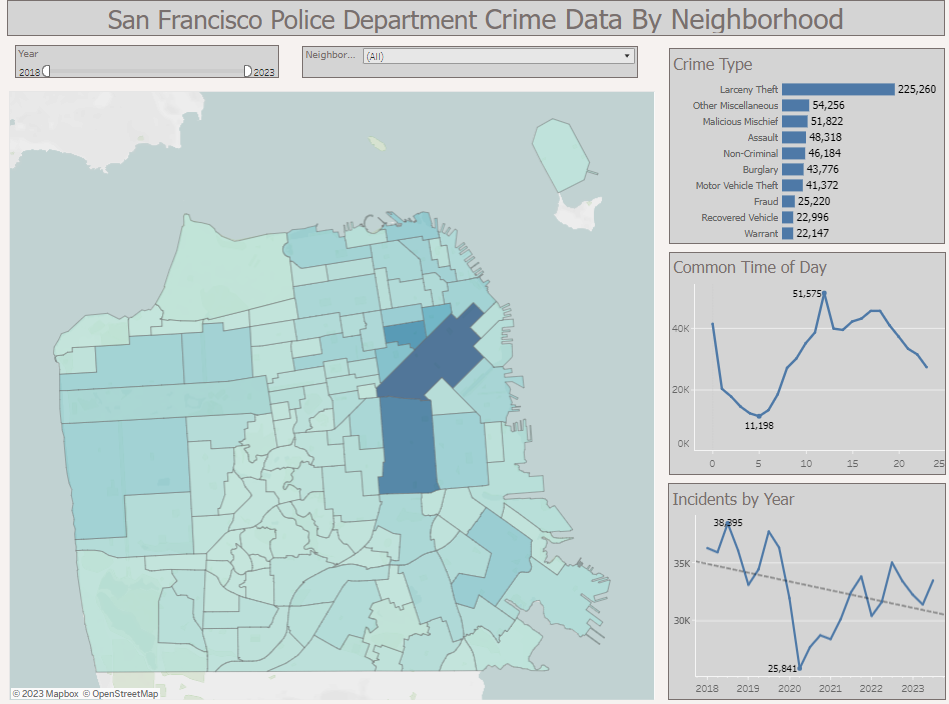 San Francisco Police Department Crime Data By Neighborhood
Year
2018
2023
Neighbor...
(All)
Crime Type
Larceny Theft 225,260
Other Miscellaneous 54,256
Malicious Mischief 51,822
Assault 48,318
Non-Criminal 46,184
Burglary 43,776
Motor Vehicle Theft 41,372
Fraud 25,220
Recovered Vehicle 22,996
Warrant 22,147
Common Time of Day
51,575
40K
20K
11,198
0K
0 5 10 15 20 25
Incidents by Year
38,395
35K
30K
25,841
2018 2019 2020 2021 2022 2023
© 2023 Mapbox © OpenStreetMap